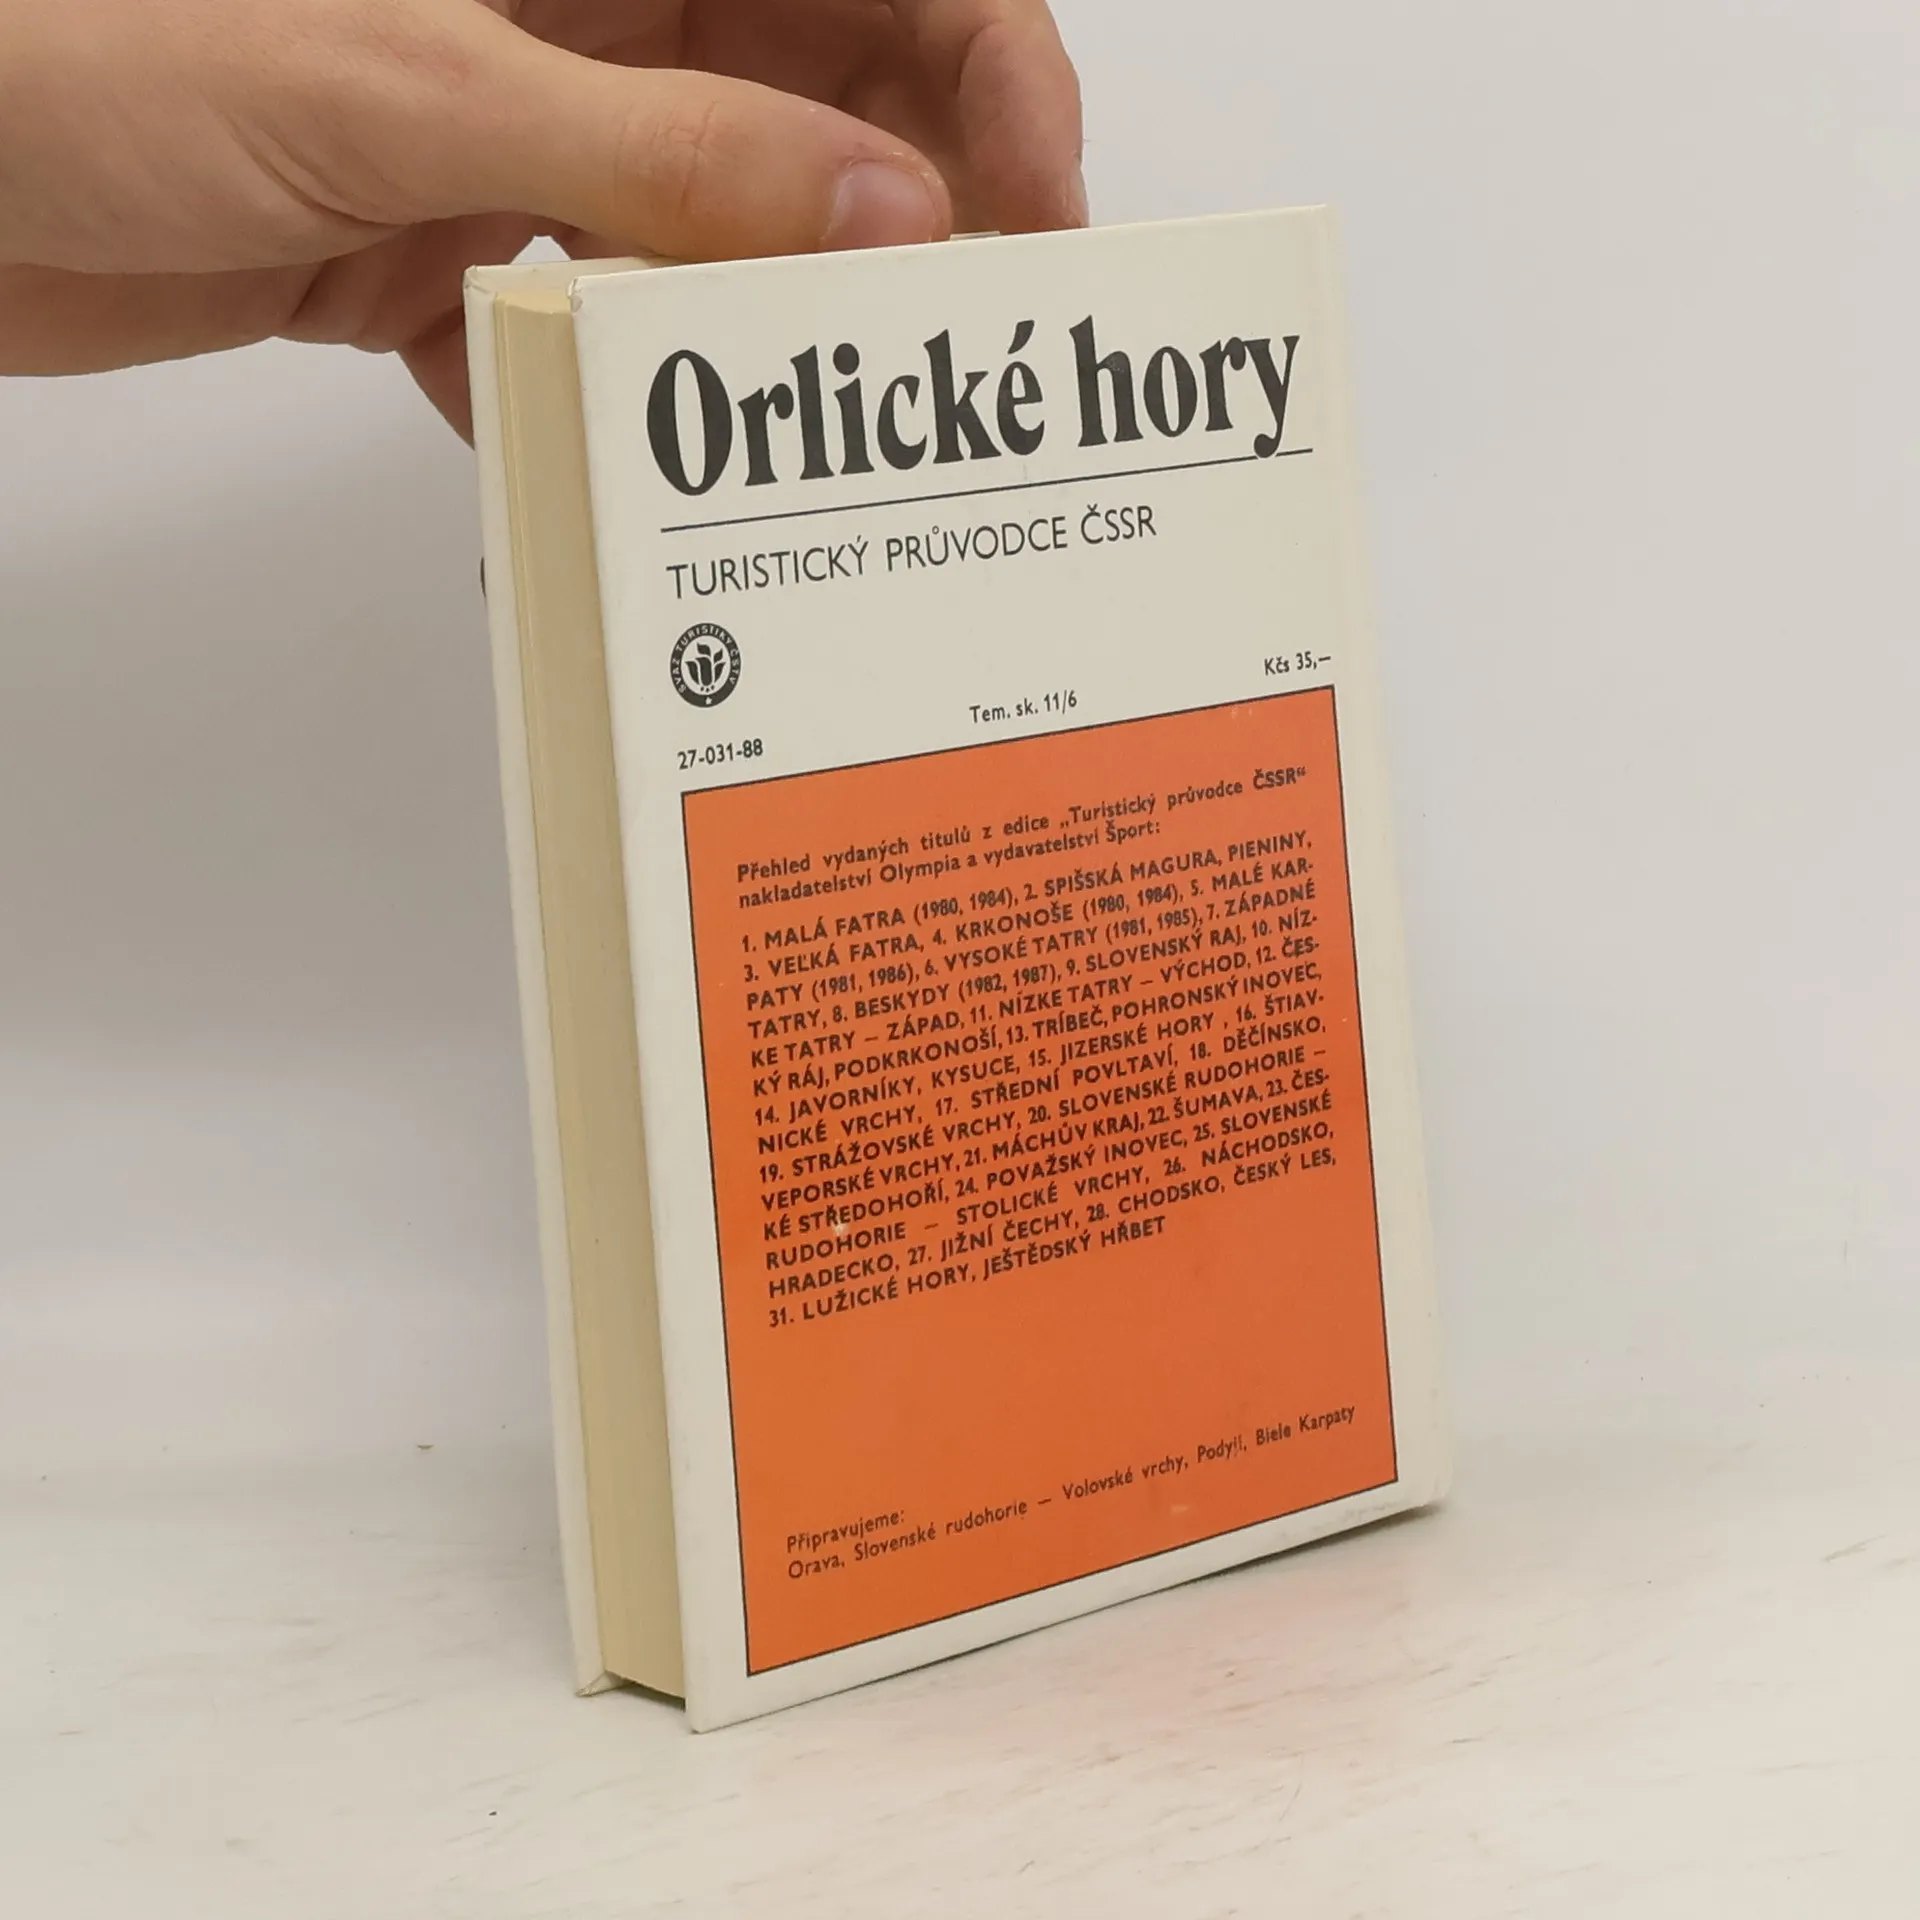 Orlické hory
TURISTICKÝ PRŮVODCE ČSSR
SVAZ TURISTIKY ČSTV
Kčs 35,—
Tem. sk. 11/6
27-031-88
Přehled vydaných titulů z edice „Turistický průvodce ČSSR“
nakladatelství Olympia a vydavatelství Šport:
1. MALÁ FATRA (1980, 1984), 2. SPIŠSKÁ MAGURA, PIENINY,
3. VEĽKÁ FATRA, 4. KRKONOŠE (1980, 1984), 5. MALÉ KAR-
PATY (1981, 1986), 6. VYSOKÉ TATRY (1981, 1985), 7. ZÁPADNÉ
TATRY, 8. BESKYDY (1982, 1987), 9. SLOVENSKÝ RAJ, 10. NÍZ-
KE TATRY – ZÁPAD, 11. NÍZKE TATRY – VÝCHOD, 12. ČES-
KÝ RÁJ, PODKRKONOŠÍ, 13. TRÍBEČ, POHRONSKÝ INOVEC,
14. JAVORNÍKY, KYSUCE, 15. JIZERSKÉ HORY , 16. ŠTIAV-
NICKÉ VRCHY, 17. STŘEDNÍ POVLTAVÍ, 18. DĚČÍNSKO,
19. STRÁŽOVSKÉ VRCHY, 20. SLOVENSKÉ RUDOHORIE –
VEPORSKÉ VRCHY, 21. MÁCHŮV KRAJ, 22. ŠUMAVA, 23. ČES-
KÉ STŘEDOHOŘÍ, 24. POVAŽSKÝ INOVEC, 25. SLOVENSKÉ
RUDOHORIE – STOLICKÉ VRCHY, 26. NÁCHODSKO,
HRADECKO, 27. JIŽNÍ ČECHY, 28. CHODSKO, ČESKÝ LES,
31. LUŽICKÉ HORY, JEŠTĚDSKÝ HŘBET
Připravujeme:
Orava, Slovenské rudohorie – Volovské vrchy, Podyjí, Biele Karpaty